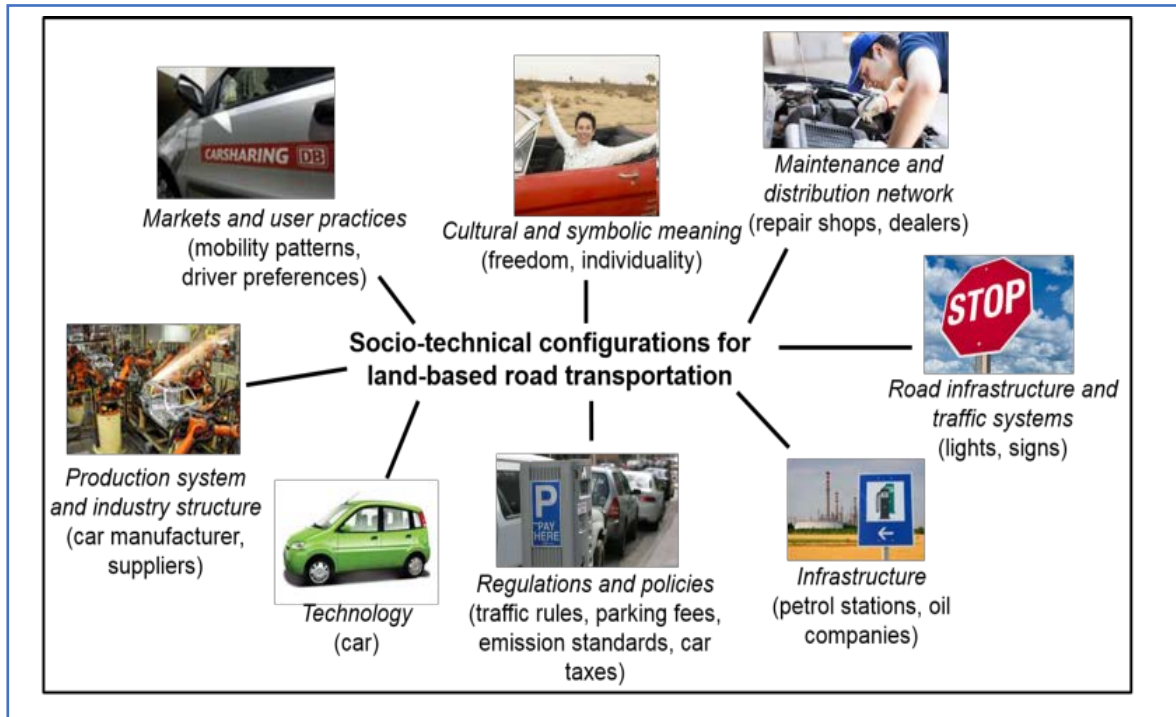 CARSHARING DB
Markets and user practices
(mobility patterns,
driver preferences)
Cultural and symbolic meaning
(freedom, individuality)
Maintenance and
distribution network
(repair shops, dealers)
Socio-technical configurations for
land-based road transportation
STOP
Road infrastructure and
traffic systems
(lights, signs)
Production system
and industry structure
(car manufacturer,
suppliers)
Technology
(car)
P
PAY
HERE
Regulations and policies
(traffic rules, parking fees,
emission standards, car
taxes)
Infrastructure
(petrol stations, oil
companies)